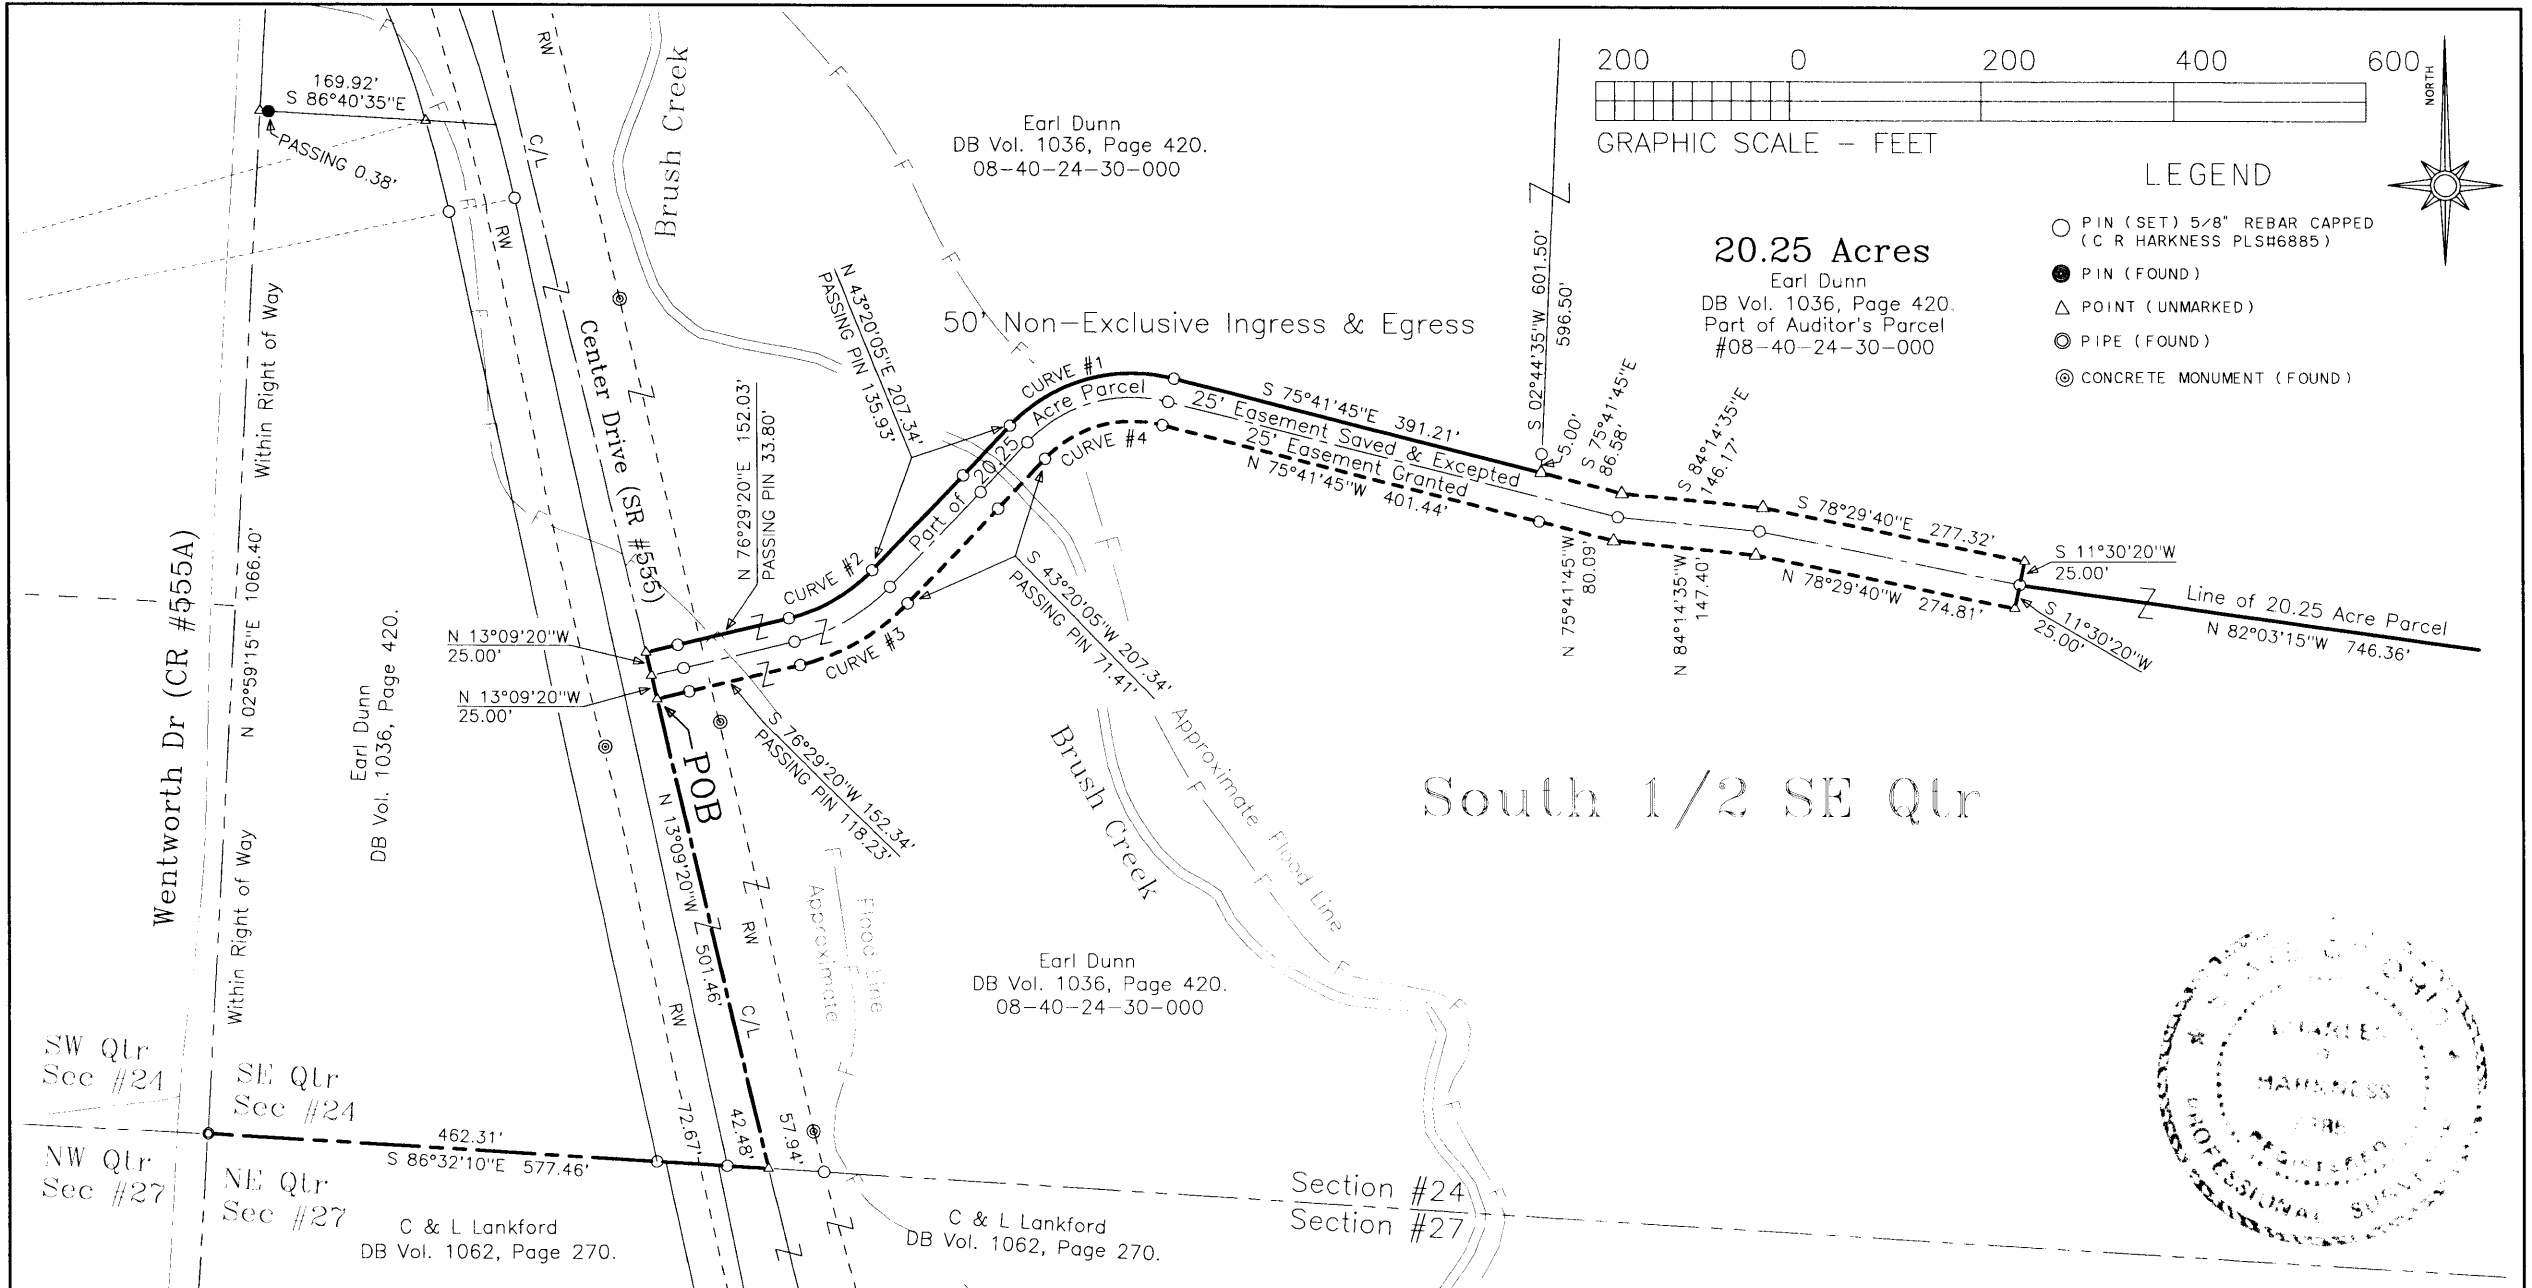 169.92'
S 86°40'35"E
PASSING 0.38'
RW
RW
C/L
Brush Creek
Earl Dunn
DB Vol. 1036, Page 420.
08-40-24-30-000
200 0 200 400 600
GRAPHIC SCALE - FEET
NORTH
LEGEND
PIN (SET) 5/8" REBAR CAPPED
(C R HARKNESS PLS#6885)
PIN (FOUND)
POINT (UNMARKED)
PIPE (FOUND)
CONCRETE MONUMENT (FOUND)
20.25 Acres
Earl Dunn
DB Vol. 1036, Page 420.
Part of Auditor's Parcel
#08-40-24-30-000
50' Non-Exclusive Ingress & Egress
S 02°44'35"W 601.50'
596.50'
5.00'
N 43°20'05"E 207.34'
PASSING PIN 135.93'
N 76°29'20"E 152.03'
PASSING PIN 33.80'
Center Drive (SR #555)
Within Right of Way
N 02°59'15"E 1066.40'
Within Right of Way
Wentworth Dr (CR #555A)
Earl Dunn
DB Vol. 1036, Page 420.
CURVE #1
CURVE #2
CURVE #3
CURVE #4
Part of 20.25 Acre Parcel
S 75°41'45"E 391.21'
25' Easement Saved & Excepted
25' Easement Granted
N 75°41'45"W 401.44'
S 75°41'45"E
86.58'
S 84°14'35"E
146.17'
S 78°29'40"E 277.32'
S 11°30'20"W
25.00'
S 11°30'20"W
25.00'
N 75°41'45"W
80.09'
N 84°14'35"W
147.40'
N 78°29'40"W 274.81'
Line of 20.25 Acre Parcel
N 82°03'15"W 746.36'
N 13°09'20"W
25.00'
N 13°09'20"W
25.00'
S 43°20'05"W 207.34'
PASSING PIN 71.41'
S 76°29'20"W 152.34'
PASSING PIN 118.23'
POB
N 13°09'20"W 501.46'
RW
C/L
RW
Approximate
Flood Line
Approximate Flood Line
Brush Creek
South 1/2 SE Qtr
Earl Dunn
DB Vol. 1036, Page 420.
08-40-24-30-000
SW Qtr
Sec #24
SE Qtr
Sec #24
NW Qtr
Sec #27
NE Qtr
Sec #27
462.31'
S 86°32'10"E 577.46'
72.67'
42.48'
57.94'
C & L Lankford
DB Vol. 1062, Page 270.
C & L Lankford
DB Vol. 1062, Page 270.
Section #24
Section #27
CHARLES
HARKNESS
REGISTERED
PROFESSIONAL
F F F F F F F F F F F F F F F F F F F F F F F F